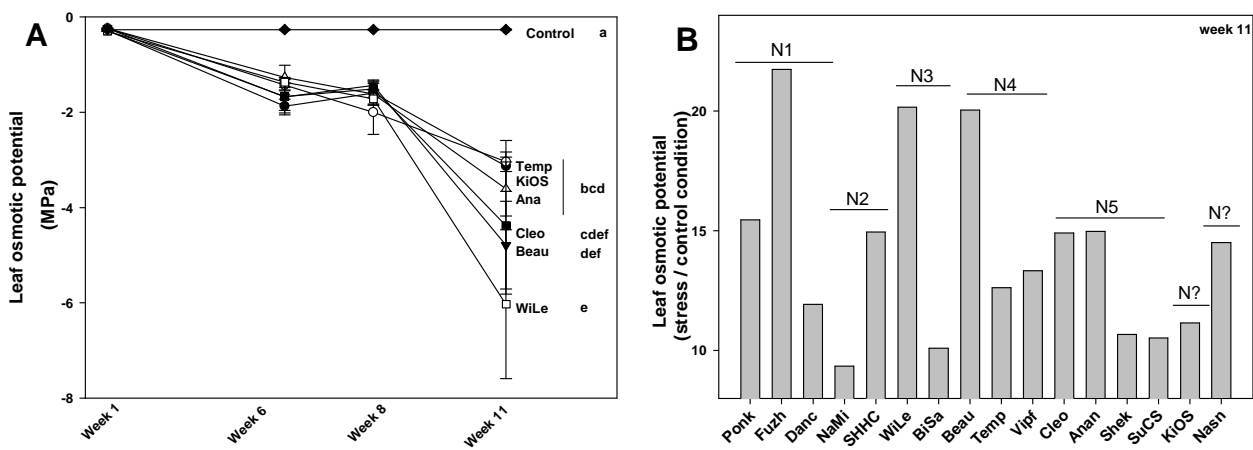 A
Leaf osmotic potential
(MPa)
0
-2
-4
-6
-8
Control a
Temp
KiOS
Ana
bcd
Cleo cdef
Beau def
WiLe e
Week 1
Week 6
Week 8
Week 11
B
week 11
Leaf osmotic potential
(stress / control condition)
20
15
10
N1
N2
N3
N4
N5
N?
N?
Ponk
Fuzh
Danc
NaMi
SHHC
WiLe
BiSa
Beau
Temp
Vipf
Cleo
Anan
Shek
SuCS
KiOS
Nasn